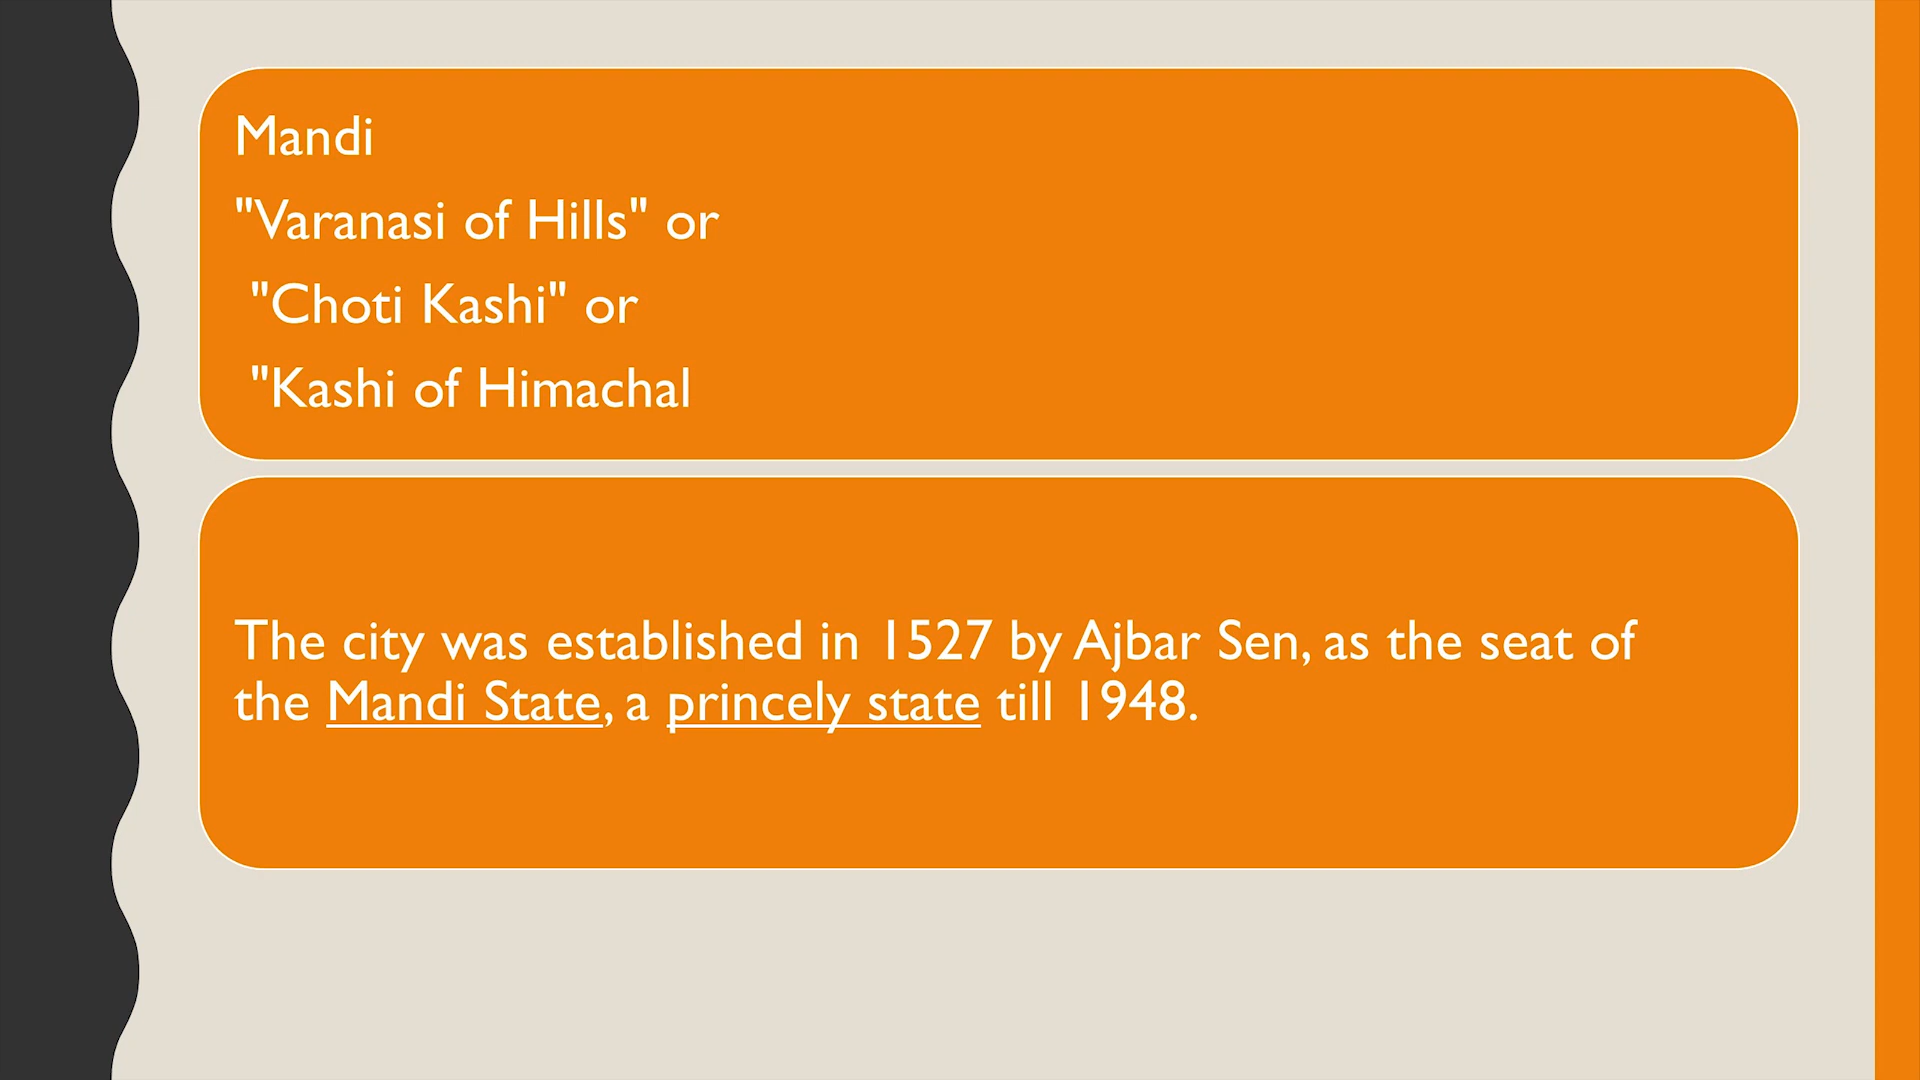 Mandi
"Varanasi of Hills" or
"Choti Kashi" or
"Kashi of Himachal
The city was established in 1527 by Ajbar Sen, as the seat of
the Mandi State, a princely state till 1948.